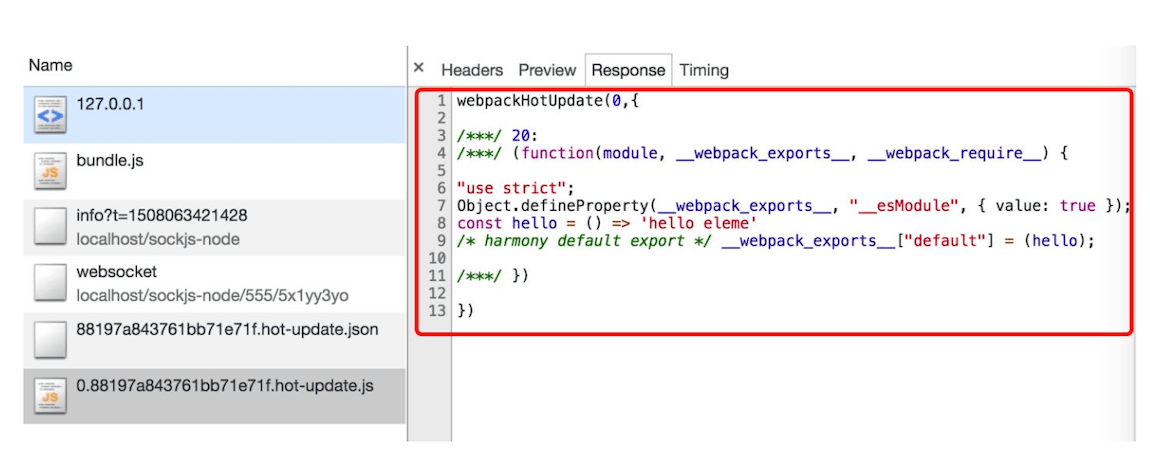 Name
127.0.0.1
bundle.js
info?t=1508063421428
localhost/sockjs-node
websocket
localhost/sockjs-node/555/5x1yy3yo
88197a843761bb71e71f.hot-update.json
0.88197a843761bb71e71f.hot-update.js
× Headers Preview Response Timing
1 webpackHotUpdate(0,{
2
3 /***/ 20:
4 /***/ (function(module, __webpack_exports__, __webpack_require__) {
5
6 "use strict";
7 Object.defineProperty(__webpack_exports__, "__esModule", { value: true });
8 const hello = () => 'hello eleme'
9 /* harmony default export */ __webpack_exports__["default"] = (hello);
10
11 /***/ })
12
13 })